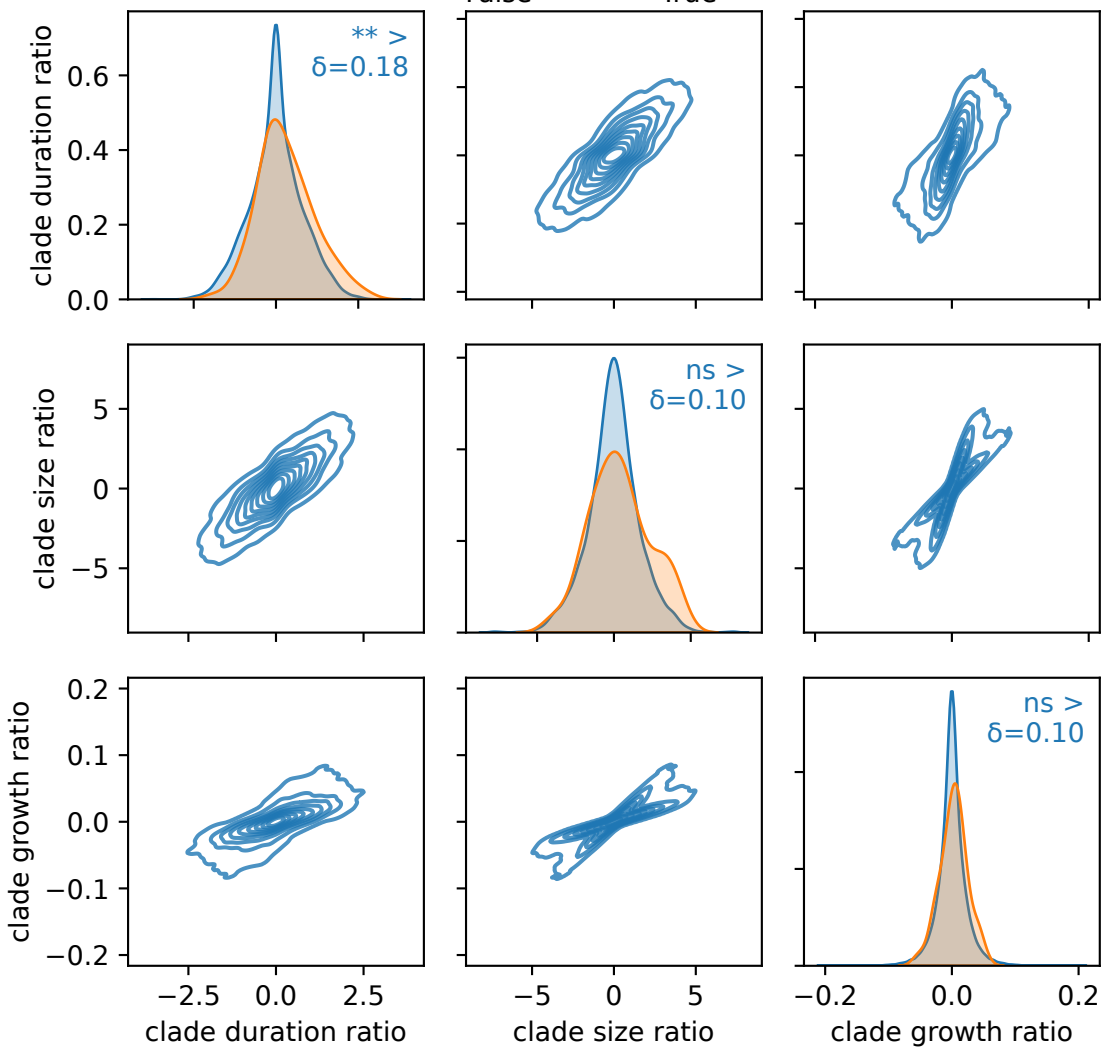 clade duration ratio
0.6
0.4
0.2
0.0
** >
δ=0.18
clade size ratio
5
0
−5
ns >
δ=0.10
clade growth ratio
0.2
0.1
0.0
−0.1
−0.2
ns >
δ=0.10
−2.5 0.0 2.5
−5 0 5
−0.2 0.0 0.2
clade duration ratio
clade size ratio
clade growth ratio